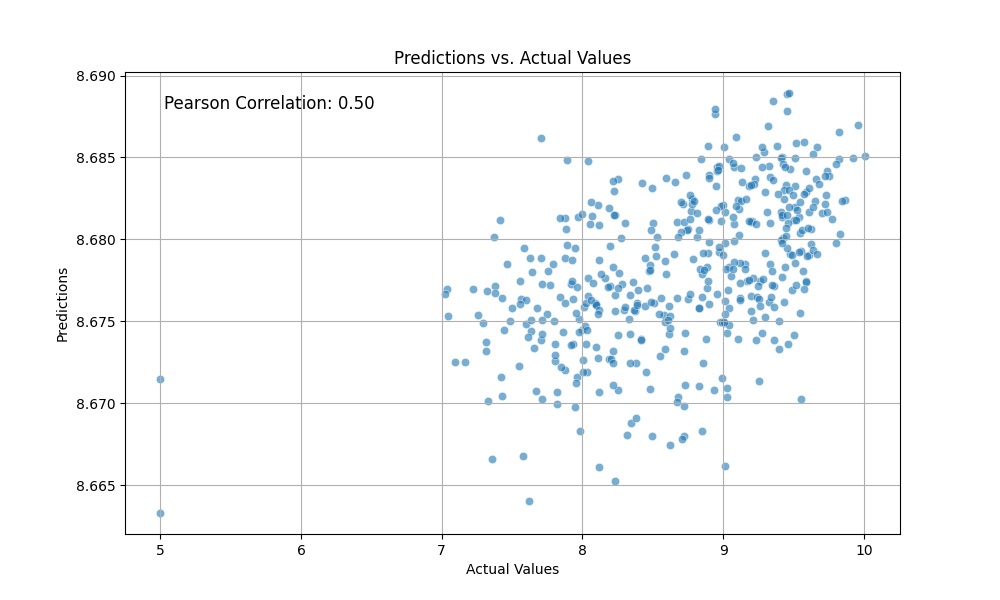 Predictions vs. Actual Values
Pearson Correlation: 0.50
8.690
8.685
8.680
8.675
8.670
8.665
Predictions
5 6 7 8 9 10
Actual Values